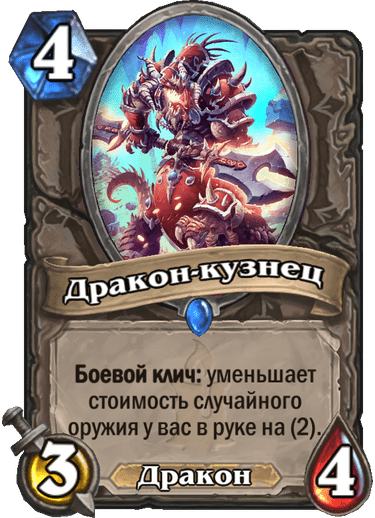 4
Дракон-кузнец
Боевой клич: уменьшает
стоимость случайного
оружия у вас в руке на (2).
3
Дракон
4